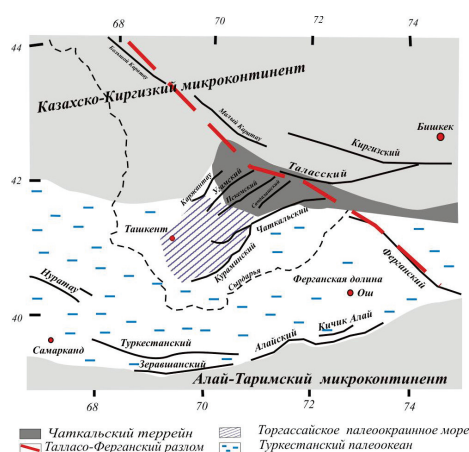 68 70 72 74
44
Большой Каратау
Казахско-Киргизкий микроконтинент
Малый Каратау
Бишкек
Киргизский
Таласский
42
Каржантау
Угамский
Пскемский
Чаткальский
Ташкент
Кураминский
Сырдарья
Ферганский
Нуратау
Ферганская долина
Ош
40
Кичик Алай
Самарканд
Туркестанский
Алайский
Зеравшанский
Алай-Таримский микроконтинент
68 70 72 74
Чаткальский террейн
Торгассайское палеоокраинное море
Талласо-Ферганский разлом
Туркестанский палеоокеан